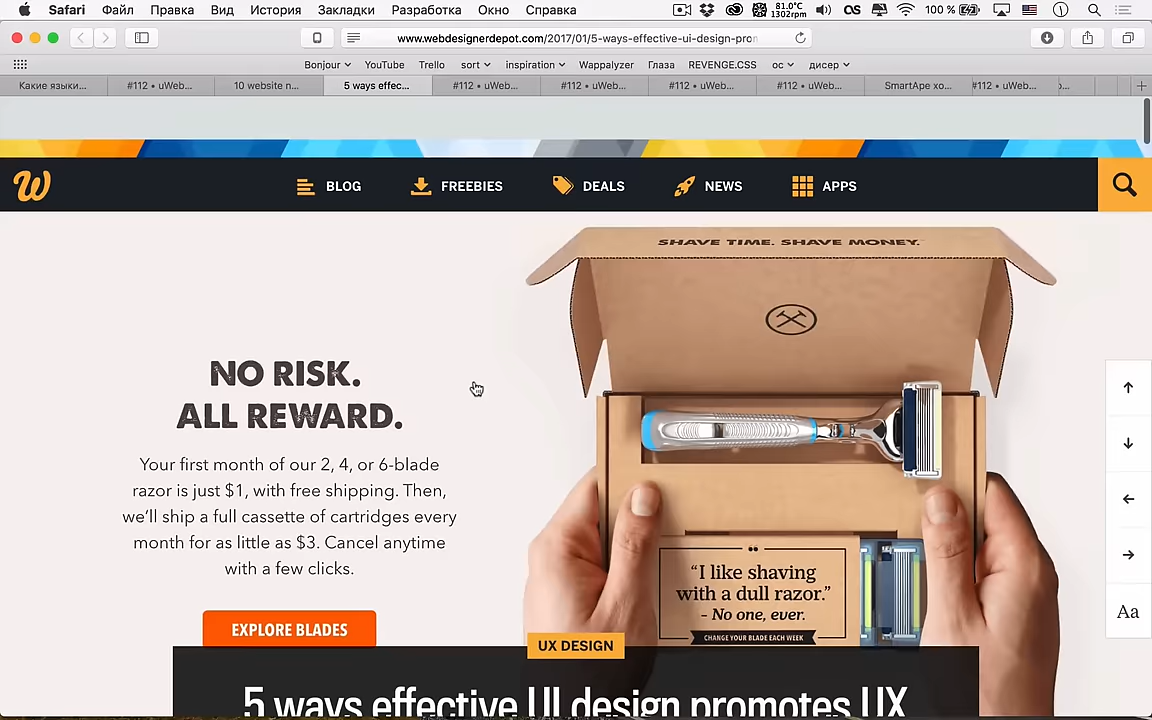 Safari Файл Правка Вид История Закладки Разработка Окно Справка 81.0°C 1302rpm 100 %
www.webdesignerdepot.com/2017/01/5-ways-effective-ui-design-pron
Bonjour YouTube Trello sort inspiration Wappalyzer Глаза REVENGE.CSS ос дисер
Какие языки... #112 • uWeb... 10 website n... 5 ways effec... #112 • uWeb... #112 • uWeb... #112 • uWeb... #112 • uWeb... SmartApe хо... #112 • uWeb...
W BLOG FREEBIES DEALS NEWS APPS
SHAVE TIME. SHAVE MONEY.
NO RISK.
ALL REWARD.
Your first month of our 2, 4, or 6-blade
razor is just $1, with free shipping. Then,
we'll ship a full cassette of cartridges every
month for as little as $3. Cancel anytime
with a few clicks.
EXPLORE BLADES
“I like shaving
with a dull razor.”
- No one, ever.
CHANGE YOUR BLADE EACH WEEK
Aa
UX DESIGN
5 ways effective UI design promotes UX